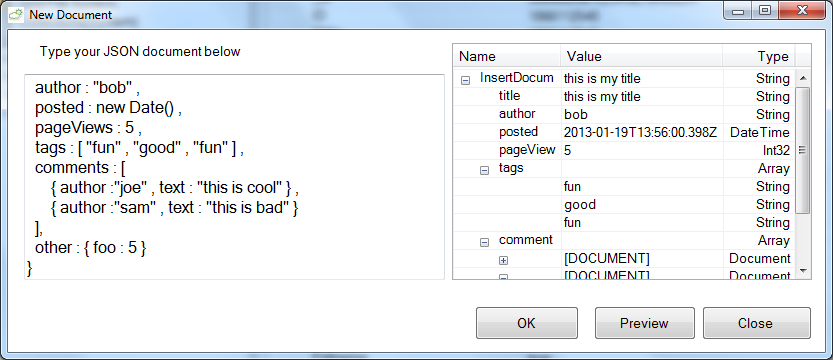 New Document
Type your JSON document below
author : "bob" ,
posted : new Date() ,
pageViews : 5 ,
tags : [ "fun" , "good" , "fun" ] ,
comments : [
{ author :"joe" , text : "this is cool" } ,
{ author :"sam" , text : "this is bad" }
],
other : { foo : 5 }
}
Name Value Type
InsertDocum this is my title String
title this is my title String
author bob String
posted 2013-01-19T13:56:00.398Z DateTime
pageView 5 Int32
tags Array
fun String
good String
fun String
comment Array
[DOCUMENT] Document
[DOCUMENT] Document
OK Preview Close